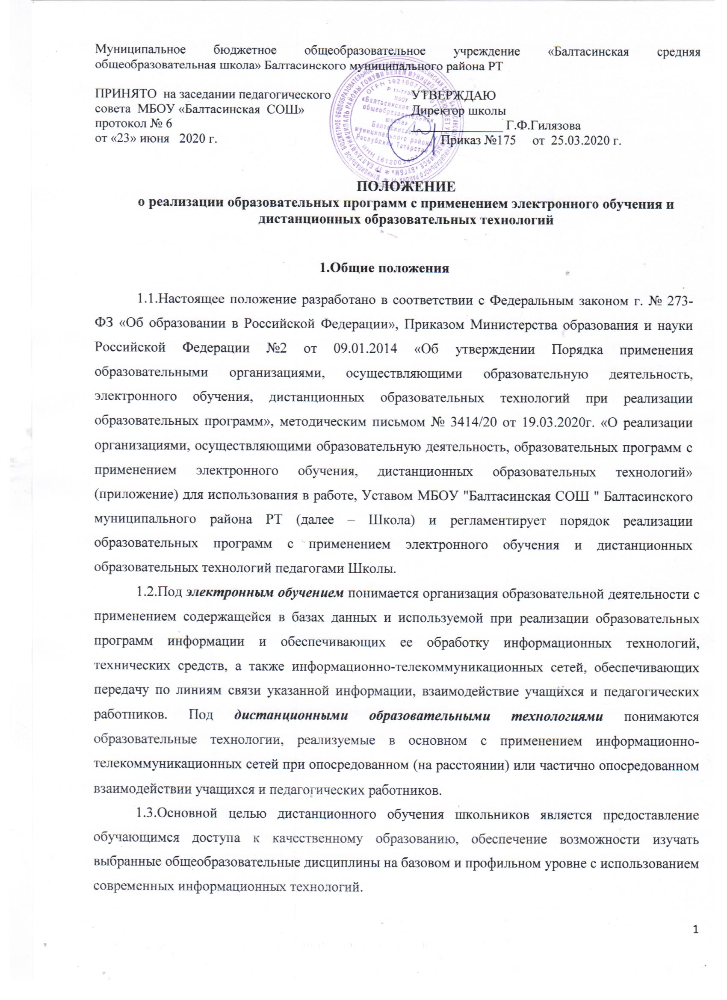 Муниципальное бюджетное общеобразовательное учреждение «Балтасинская средняя
общеобразовательная школа» Балтасинского муниципального района РТ
ПРИНЯТО на заседании педагогического
совета МБОУ «Балтасинская СОШ»
протокол № 6
от «23» июня 2020 г.
УТВЕРЖДАЮ
Директор школы
_______________ Г.Ф.Гилязова
Приказ №175 от 25.03.2020 г.
МБОУ
«Балтасинская
общеобразовательная
школа»
Балтасинского
муниципального района
Республики Татарстан
ПОЛОЖЕНИЕ
о реализации образовательных программ с применением электронного обучения и
дистанционных образовательных технологий
1.Общие положения
1.1.Настоящее положение разработано в соответствии с Федеральным законом г. № 273-
ФЗ «Об образовании в Российской Федерации», Приказом Министерства образования и науки
Российской Федерации №2 от 09.01.2014 «Об утверждении Порядка применения
образовательными организациями, осуществляющими образовательную деятельность,
электронного обучения, дистанционных образовательных технологий при реализации
образовательных программ», методическим письмом № 3414/20 от 19.03.2020г. «О реализации
организациями, осуществляющими образовательную деятельность, образовательных программ с
применением электронного обучения, дистанционных образовательных технологий»
(приложение) для использования в работе, Уставом МБОУ "Балтасинская СОШ " Балтасинского
муниципального района РТ (далее – Школа) и регламентирует порядок реализации
образовательных программ с применением электронного обучения и дистанционных
образовательных технологий педагогами Школы.
1.2.Под электронным обучением понимается организация образовательной деятельности с
применением содержащейся в базах данных и используемой при реализации образовательных
программ информации и обеспечивающих ее обработку информационных технологий,
технических средств, а также информационно-телекоммуникационных сетей, обеспечивающих
передачу по линиям связи указанной информации, взаимодействие учащихся и педагогических
работников. Под дистанционными образовательными технологиями понимаются
образовательные технологии, реализуемые в основном с применением информационно-
телекоммуникационных сетей при опосредованном (на расстоянии) или частично опосредованном
взаимодействии учащихся и педагогических работников.
1.3.Основной целью дистанционного обучения школьников является предоставление
обучающимся доступа к качественному образованию, обеспечение возможности изучать
выбранные общеобразовательные дисциплины на базовом и профильном уровне с использованием
современных информационных технологий.
1